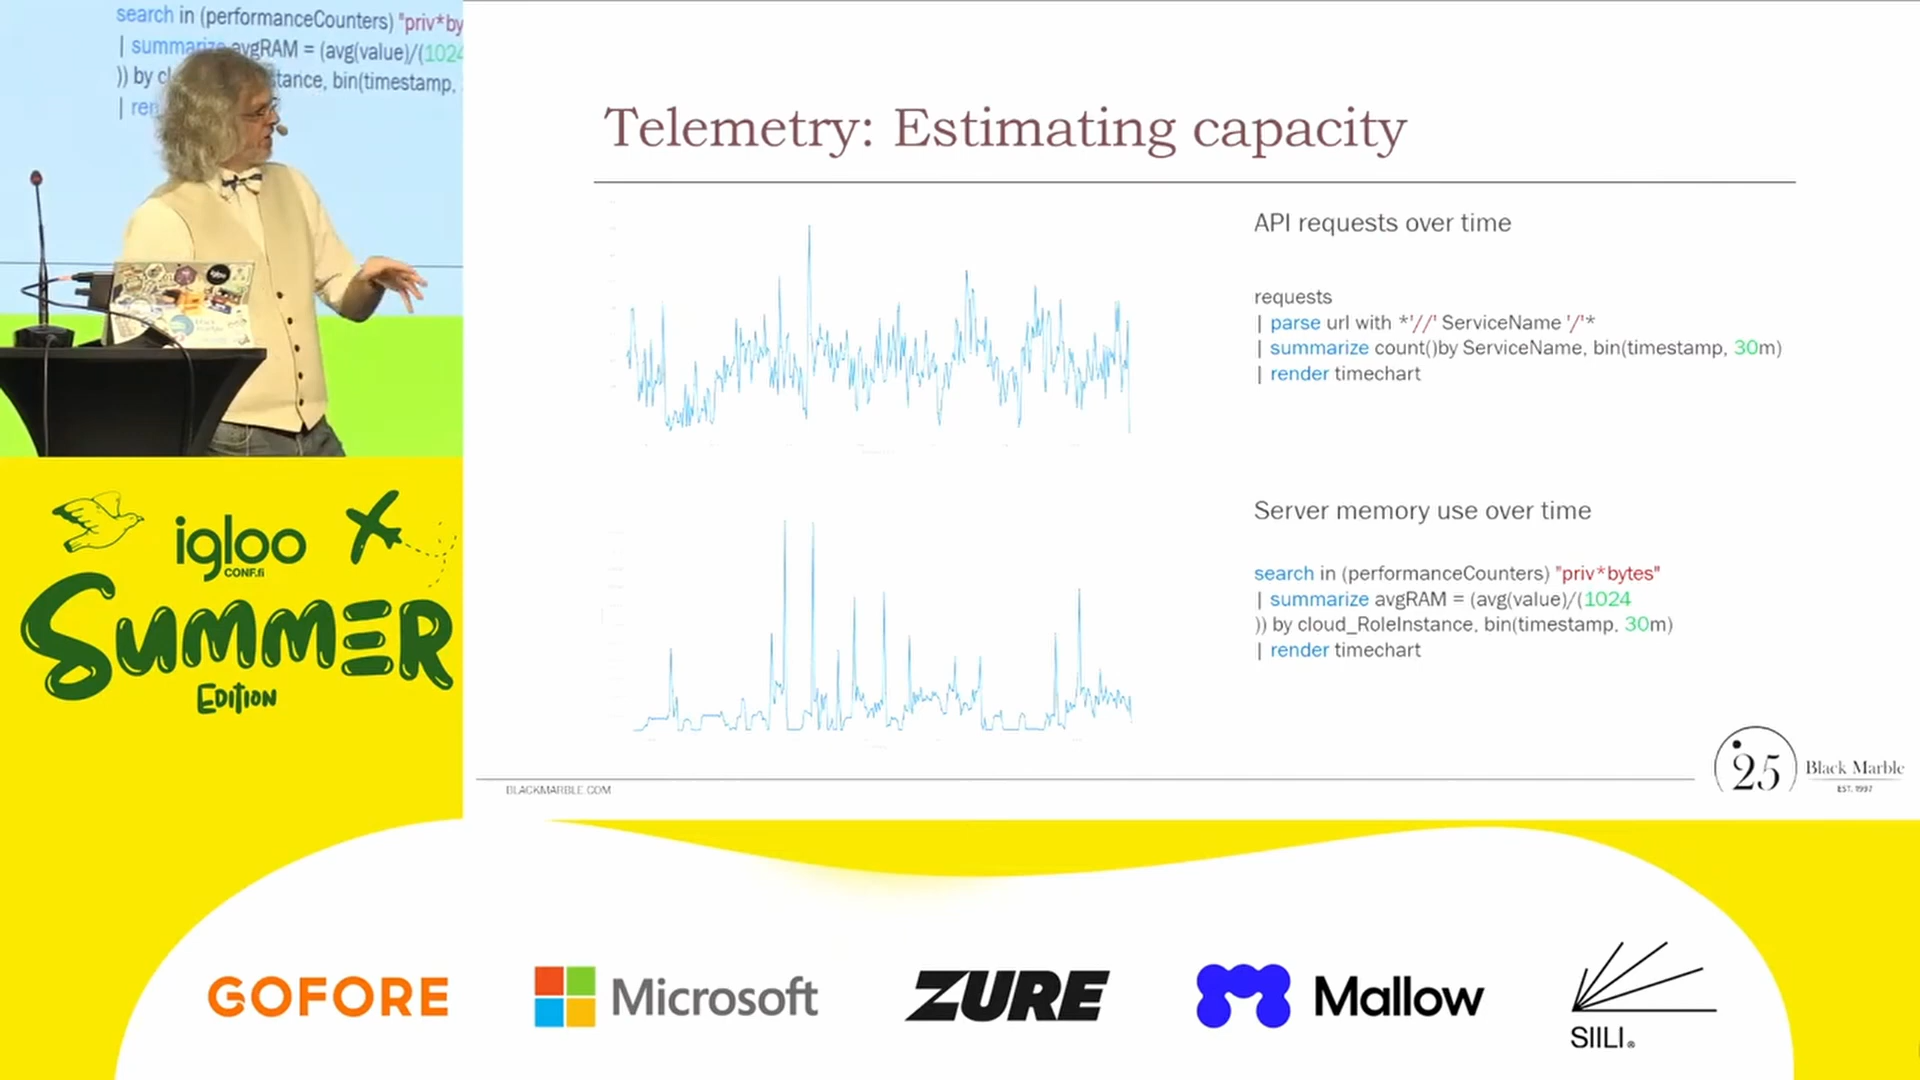 search in (performanceCounters) "priv*by
| summarize avgRAM = (avg(value)/(1024
)) by cl tance, bin(timestamp,
| ren
igloo
CONF.fi
SUMMER
EDITION
Telemetry: Estimating capacity
API requests over time
requests
| parse url with *'//' ServiceName '/'*
| summarize count()by ServiceName, bin(timestamp, 30m)
| render timechart
Server memory use over time
search in (performanceCounters) "priv*bytes"
| summarize avgRAM = (avg(value)/(1024
)) by cloud_RoleInstance, bin(timestamp, 30m)
| render timechart
BLACKMARBLE.COM
25
Black Marble
EST. 1997
GOFORE
Microsoft
ZURE
Mallow
SIILI®